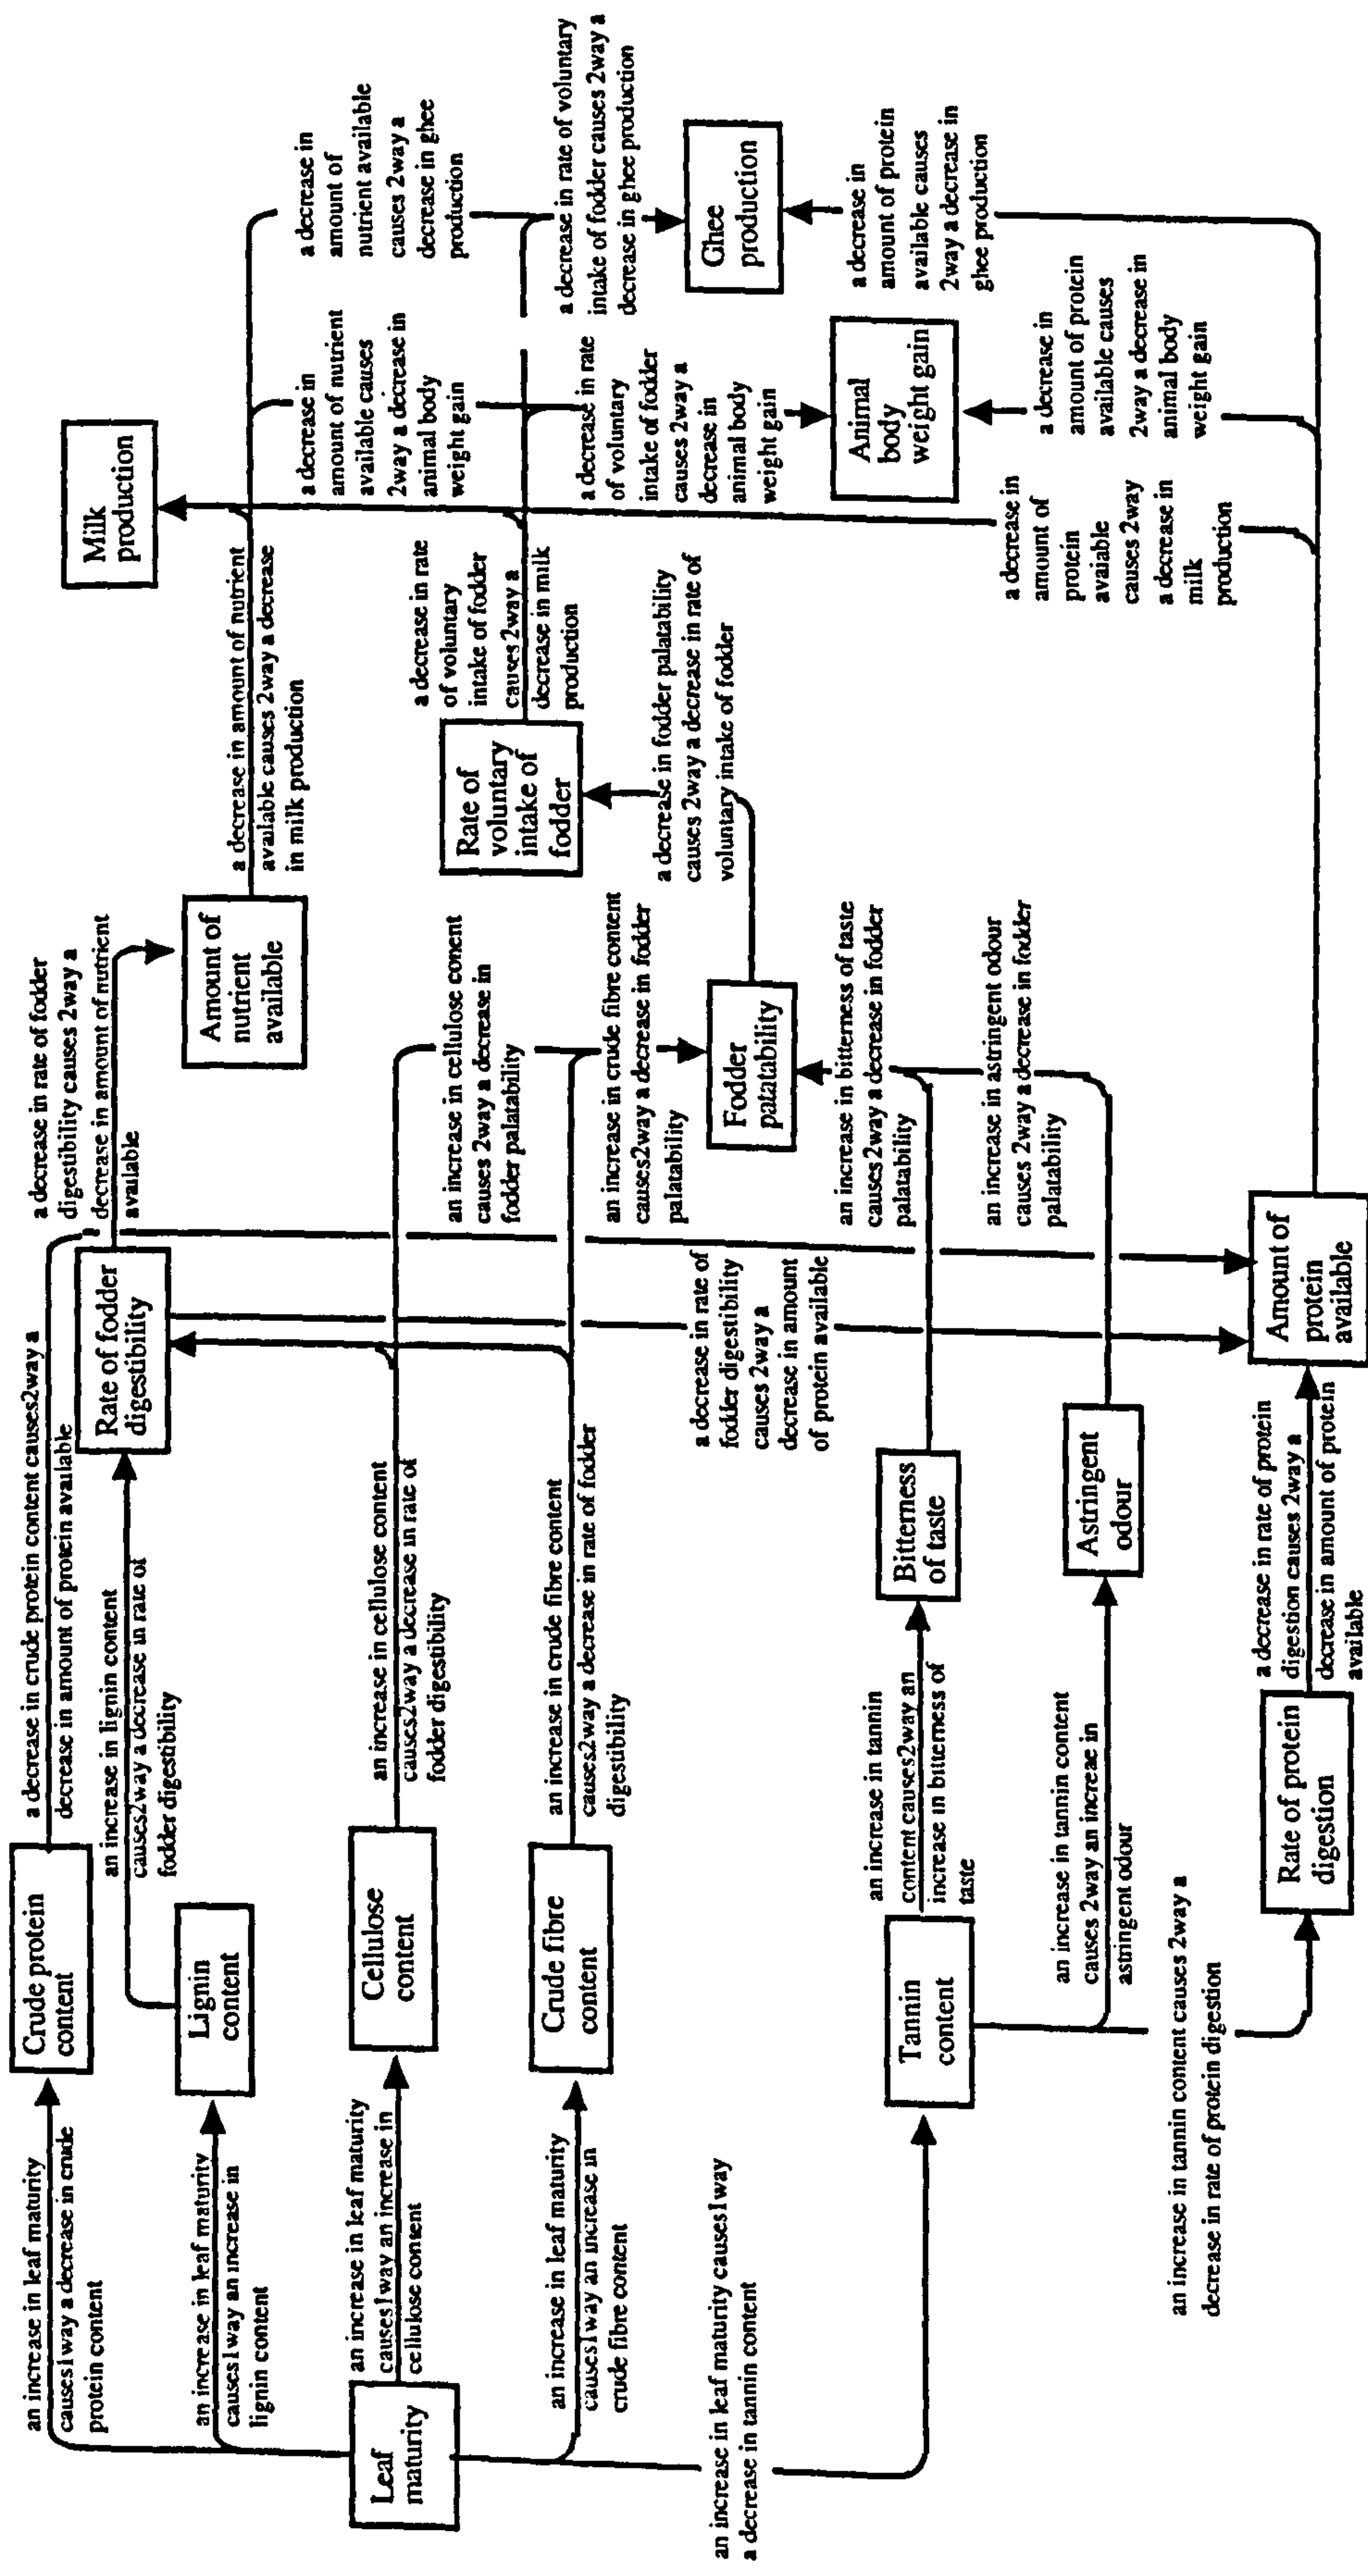 an increase in leaf maturity
causes1way a decrease in crude
protein content
Crude protein
content
a decrease in crude protein content causes2way a
decrease in amount of protein available
an increase in leaf maturity
causes1way an increase in
lignin content
Lignin
content
an increase in lignin content
causes2way a decrease in rate of
fodder digestibility
Rate of fodder
digestibility
a decrease in rate of fodder
digestibility causes 2way a
decrease in amount of nutrient
available
Amount of
nutrient
available
a decrease in amount of nutrient
available causes 2way a decrease
in milk production
Milk
production
a decrease in
amount of nutrient
available causes
2way a decrease in
animal body
weight gain
a decrease in
amount of
nutrient available
causes 2way a
decrease in ghee
production
Leaf
maturity
an increase in leaf maturity
causes1way an increase in
cellulose content
Cellulose
content
an increase in cellulose content
causes2way a decrease in rate of
fodder digestibility
an increase in cellulose conent
causes 2way a decrease in
fodder palatability
Rate of
voluntary
intake of
fodder
a decrease in rate
of voluntary
intake of fodder
causes 2way a
decrease in milk
production
a decrease in rate
of voluntary
intake of fodder
causes 2way a
decrease in
animal body
weight gain
a decrease in rate of voluntary
intake of fodder causes 2way a
decrease in ghee production
an increase in leaf maturity
causes1way an increase in
crude fibre content
Crude fibre
content
an increase in crude fibre content
causes2way a decrease in rate of fodder
digestibility
an increase in crude fibre content
causes2way a decrease in fodder
palatability
a decrease in fodder palatability
causes 2way a decrease in rate of
voluntary intake of fodder
Fodder
patatability
Animal
body
weight gain
Ghee
production
an increase in leaf maturity causes1way
a decrease in tannin content
a decrease in rate of
fodder digestibility
causes 2way a
decrease in amount
of protein available
Tannin
content
an increase in tannin
content causes2way an
increase in bitterness of
taste
Bitterness
of taste
an increase in bitterness of taste
causes2way a decrease in fodder
palatability
an increase in tannin content
causes 2way an increae in
astringent odour
Astringent
odour
an increase in astringent odour
causes 2way a decrease in fodder
palatability
a decrease in
amount of
protein
avaiable
causes 2way
a decrease in
milk
production
a decrease in
amount of protein
available causes
2way a decrease in
animal body
weight gain
a decrease in
amount of protein
available causes
2way a decrease in
ghee production
an increase in tannin content causes 2way a
decrease in rate of protein digestion
Rate of protein
digestion
a decrease in rate of protein
digestion causes 2way a
decrease in amount of protein
available
Amount of
protein
available